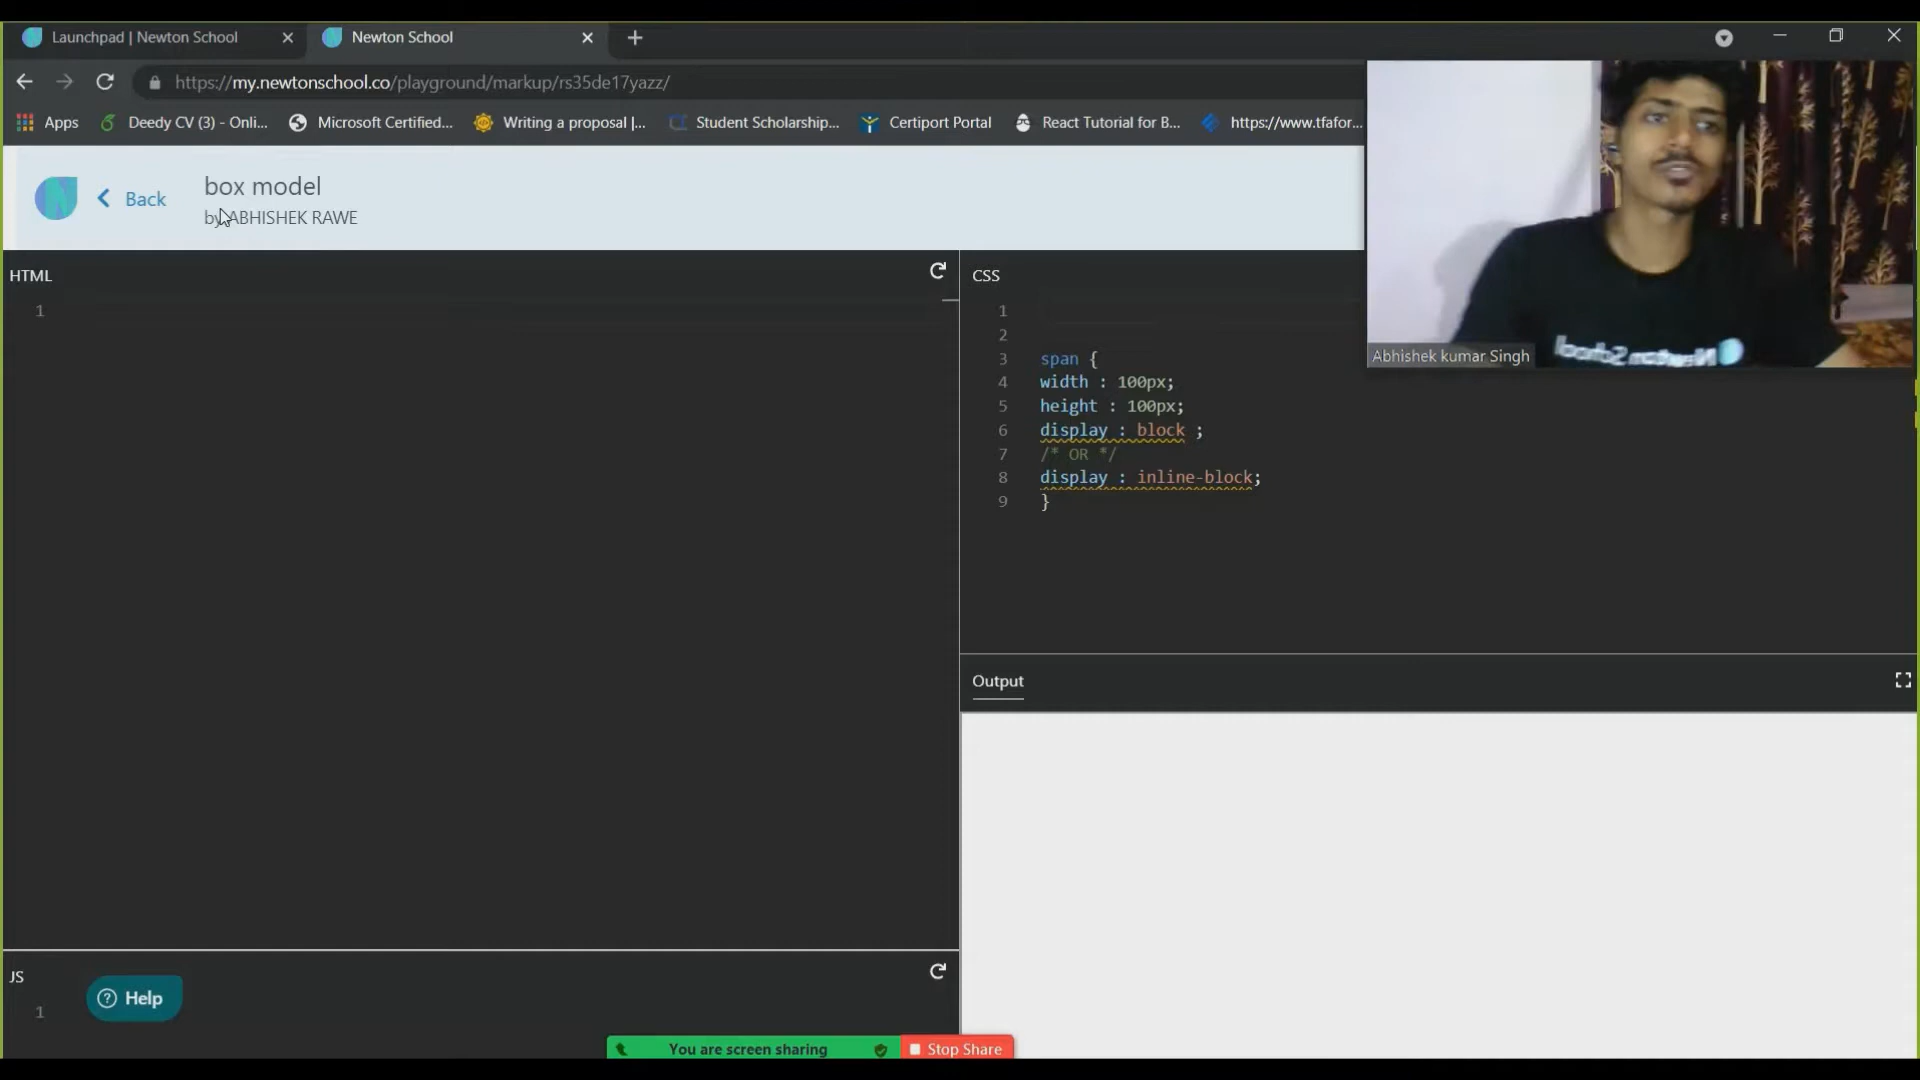 Launchpad | Newton School
Newton School
https://my.newtonschool.co/playground/markup/rs35de17yazz/
Apps
Deedy CV (3) - Onli...
Microsoft Certified...
Writing a proposal |...
Student Scholarship...
Certiport Portal
React Tutorial for B...
https://www.tfafor...
Back
box model
by ABHISHEK RAWE
Abhishek kumar Singh
Newton School
HTML
1
CSS
1
2
3 span {
4 width : 100px;
5 height : 100px;
6 display : block ;
7 /* OR */
8 display : inline-block;
9 }
Output
JS
1
Help
You are screen sharing
Stop Share